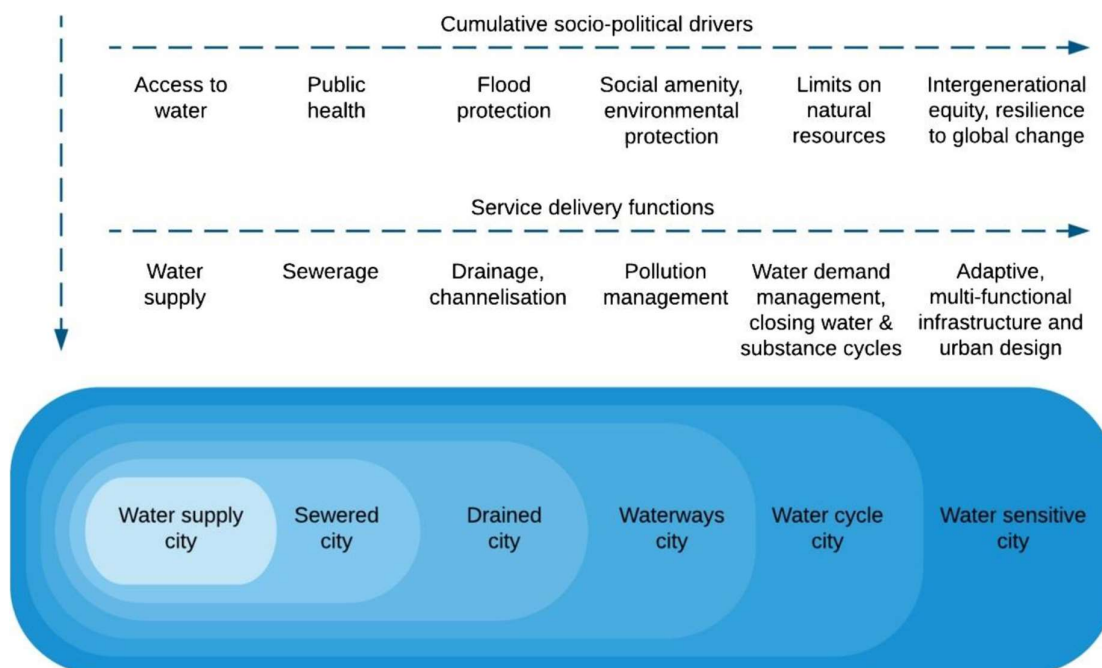 Cumulative socio-political drivers
Access to
water
Public
health
Flood
protection
Social amenity,
environmental
protection
Limits on
natural
resources
Intergenerational
equity, resilience
to global change
Service delivery functions
Water
supply
Sewerage
Drainage,
channelisation
Pollution
management
Water demand
management,
closing water &
substance cycles
Adaptive,
multi-functional
infrastructure and
urban design
Water supply
city
Sewered
city
Drained
city
Waterways
city
Water cycle
city
Water sensitive
city